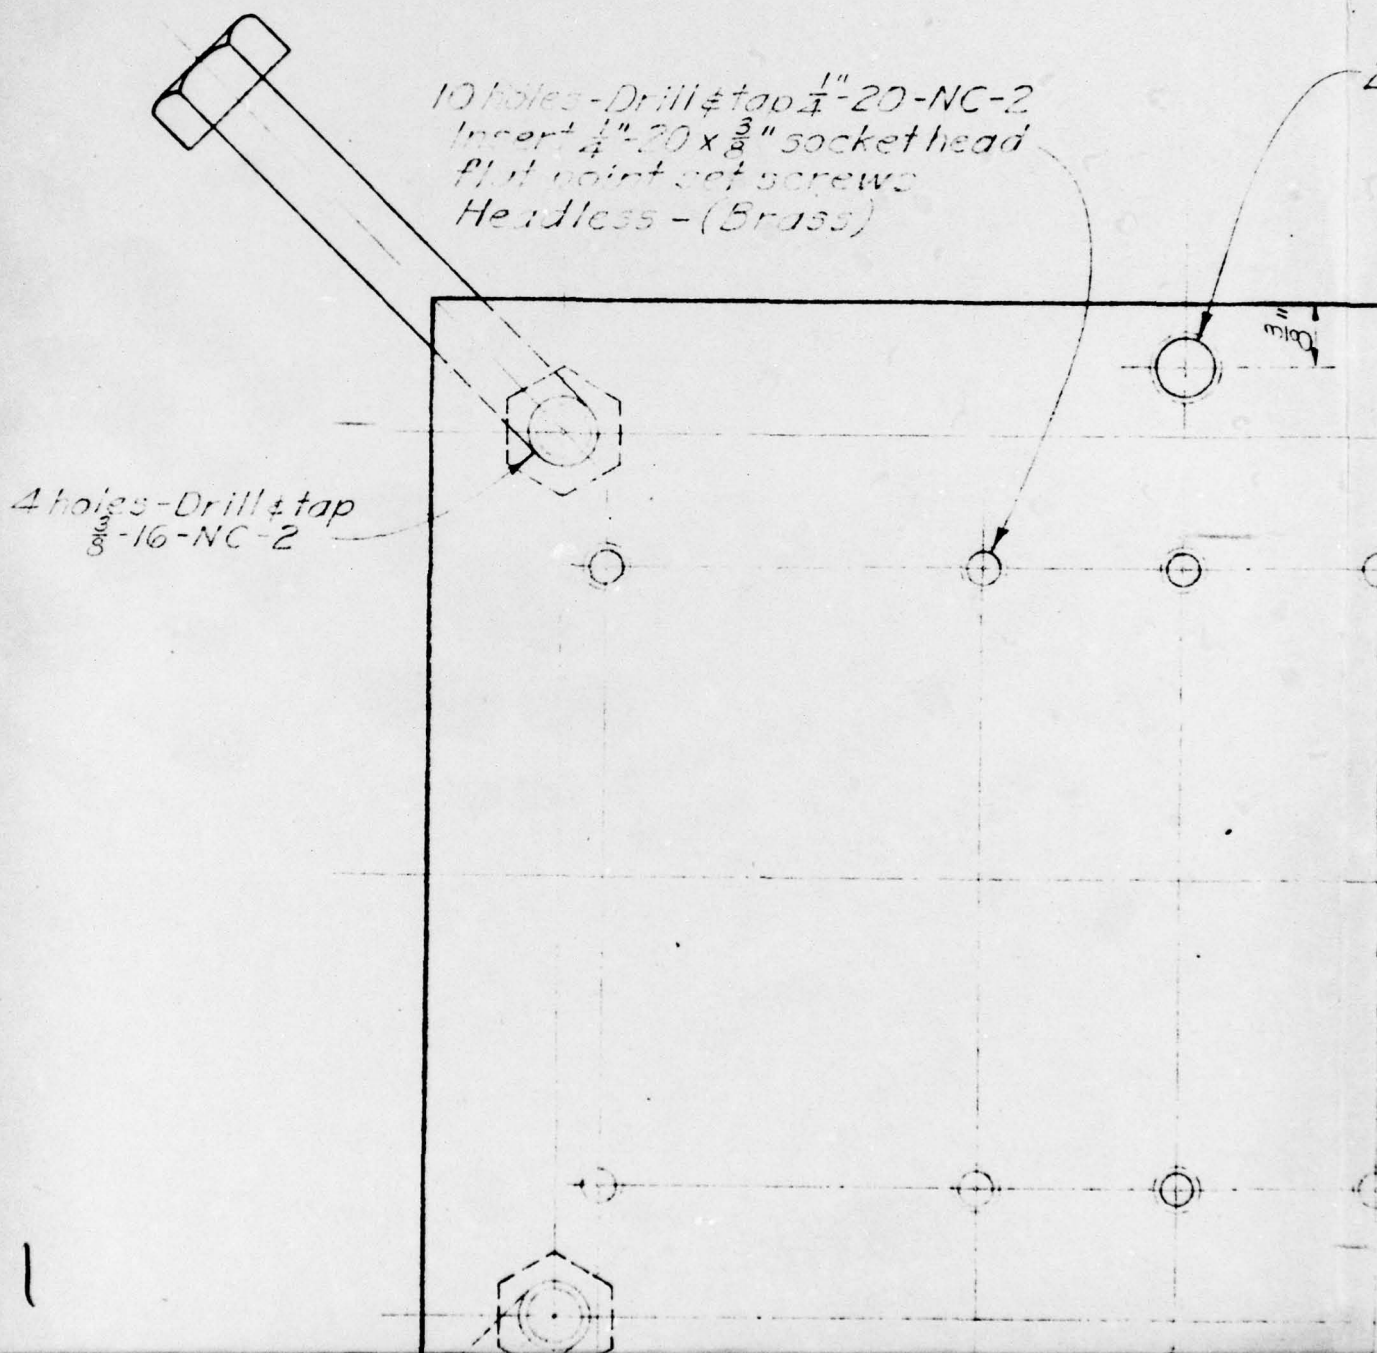 10 holes - Drill & tap 1/4"-20-NC-2
Insert 1/4"-20 x 3/8" socket head
flat point set screws
Headless - (Brass)
3/8"
4 holes - Drill & tap
3/8-16-NC-2
1